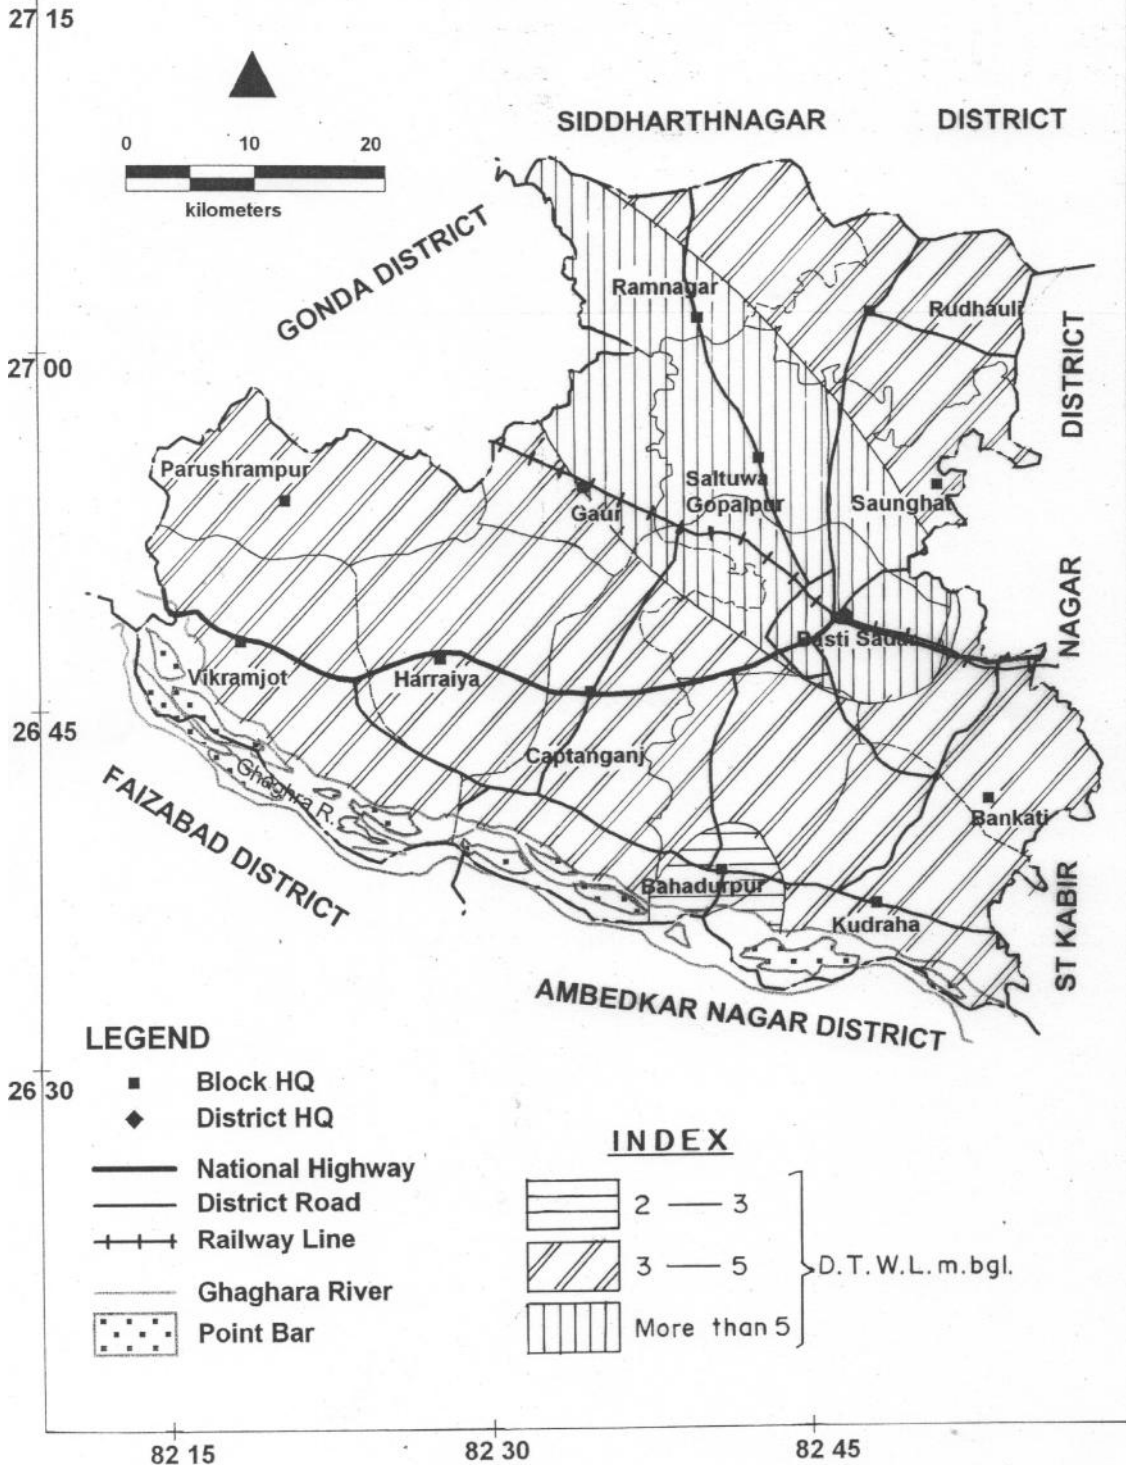 27 15
0 10 20
kilometers
SIDDHARTHNAGAR DISTRICT
GONDA DISTRICT
Ramnagar
Rudhauli
27 00
DISTRICT
Parushrampur
Saltuwa
Gopalpur
Gaur
Saunghat
NAGAR
Basti Sadar
Vikramjot
Harraiya
26 45
Captanganj
Ghaghra R.
FAIZABAD DISTRICT
Bankati
Bahadurpur
Kudraha
ST KABIR
AMBEDKAR NAGAR DISTRICT
LEGEND
26 30
Block HQ
District HQ
National Highway
District Road
Railway Line
Ghaghara River
Point Bar
INDEX
2 — 3
3 — 5
More than 5
D.T.W.L. m.bgl.
82 15
82 30
82 45